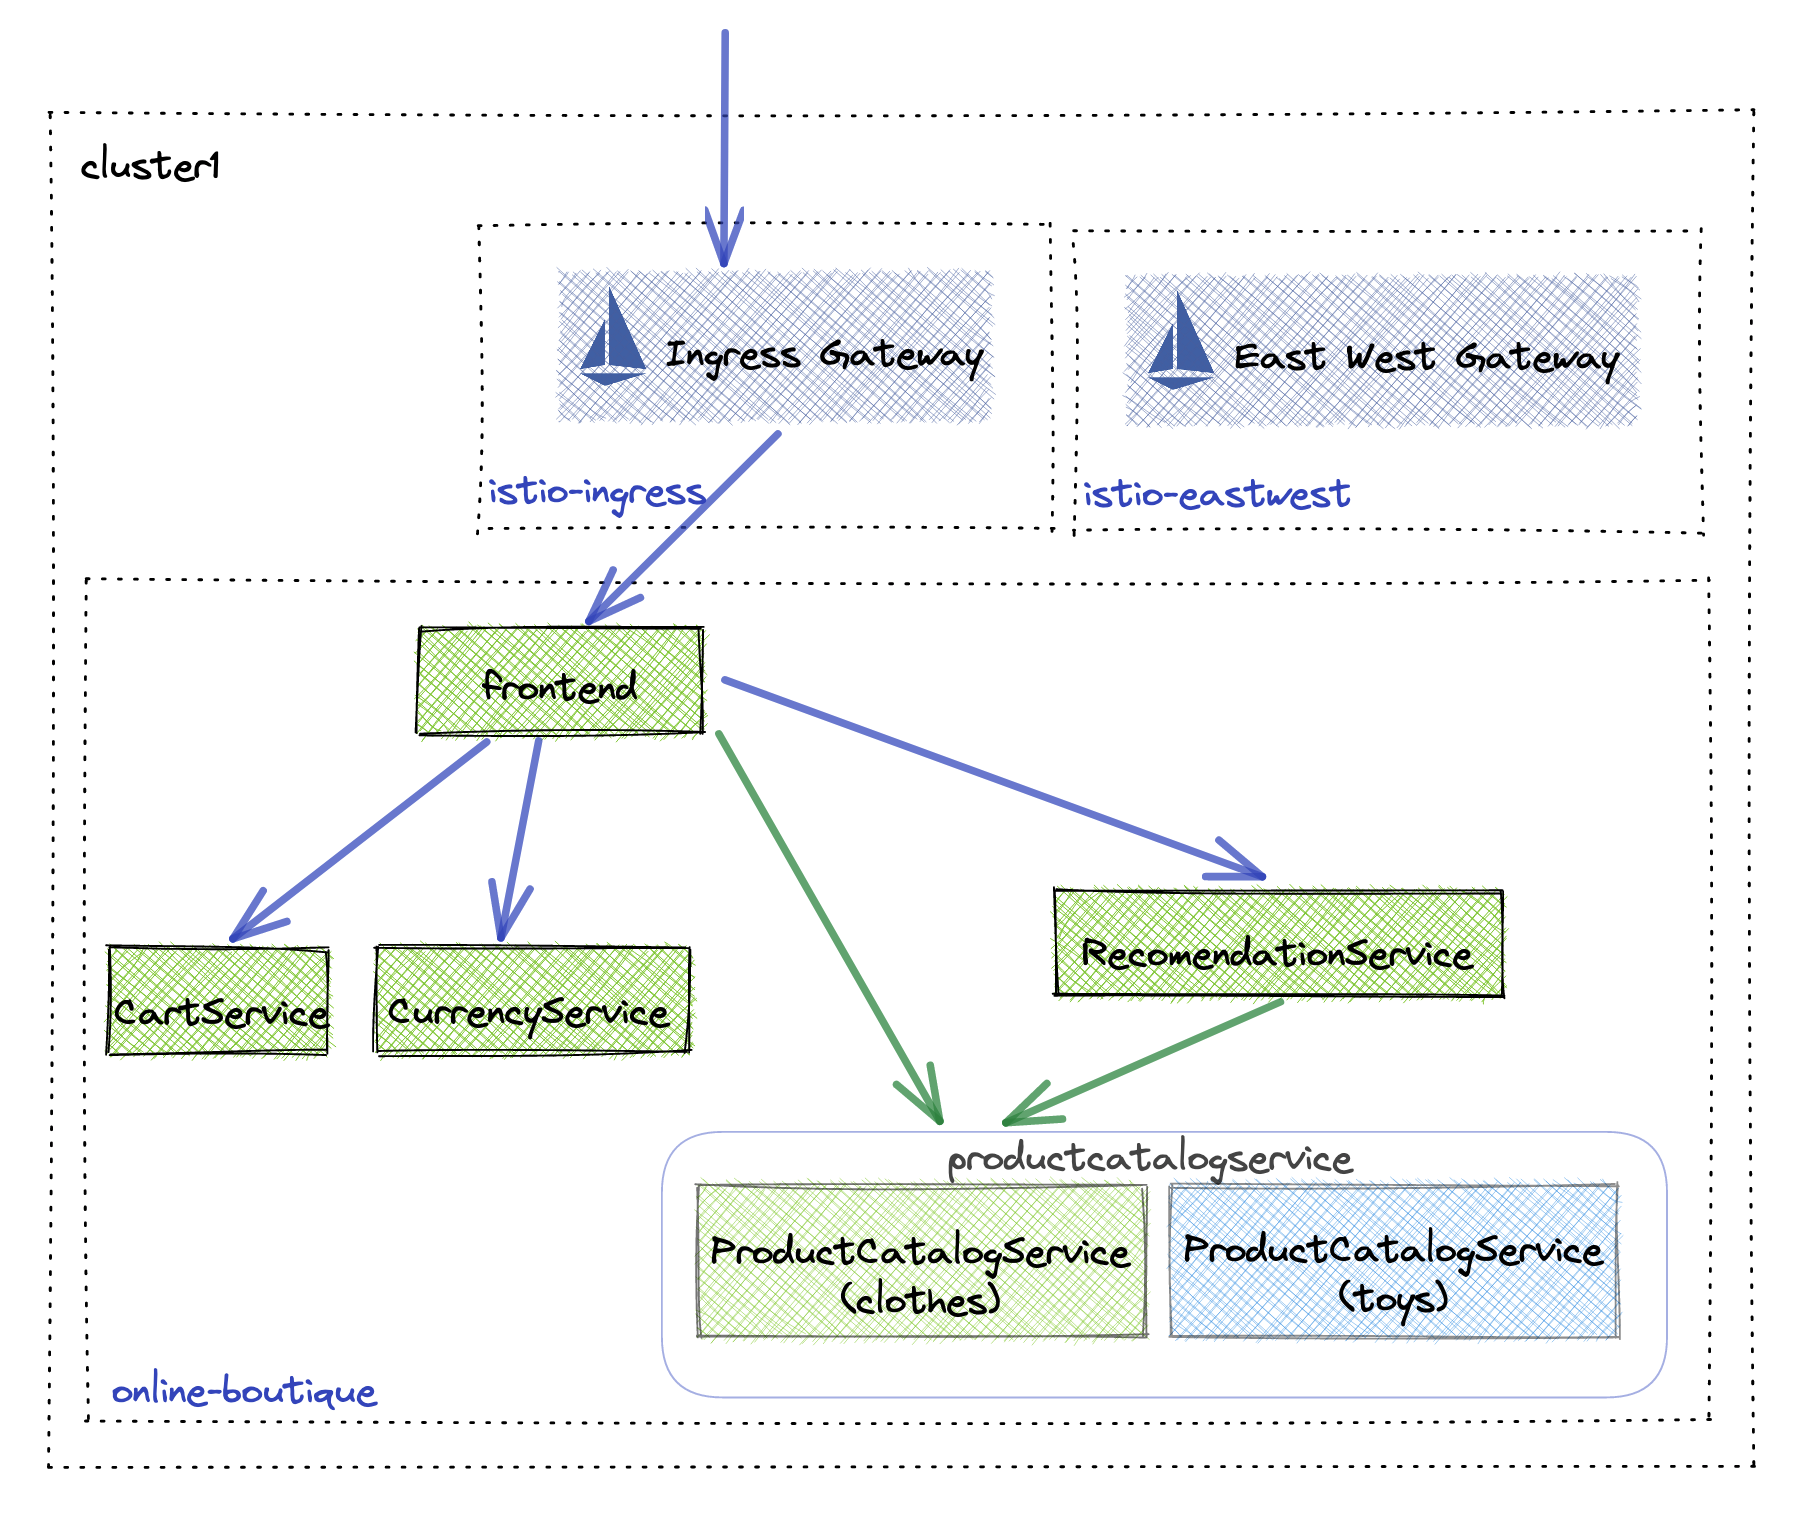 cluster1
Ingress Gateway
East West Gateway
istio-ingress
istio-eastwest
frontend
RecomendationService
CartService
CurrencyService
productcatalogservice
ProductCatalogService
(clothes)
ProductCatalogService
(toys)
online-boutique